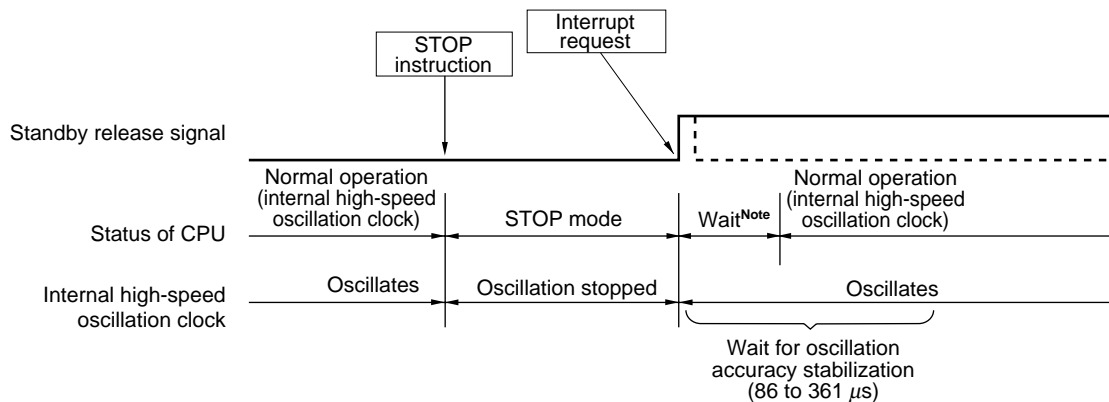 Interrupt
request
STOP
instruction
Standby release signal
Normal operation
(internal high-speed
oscillation clock)
Normal operation
(internal high-speed
oscillation clock)
Status of CPU
STOP mode
WaitNote
Internal high-speed
oscillation clock
Oscillates
Oscillation stopped
Oscillates
Wait for oscillation
accuracy stabilization
(86 to 361 μs)